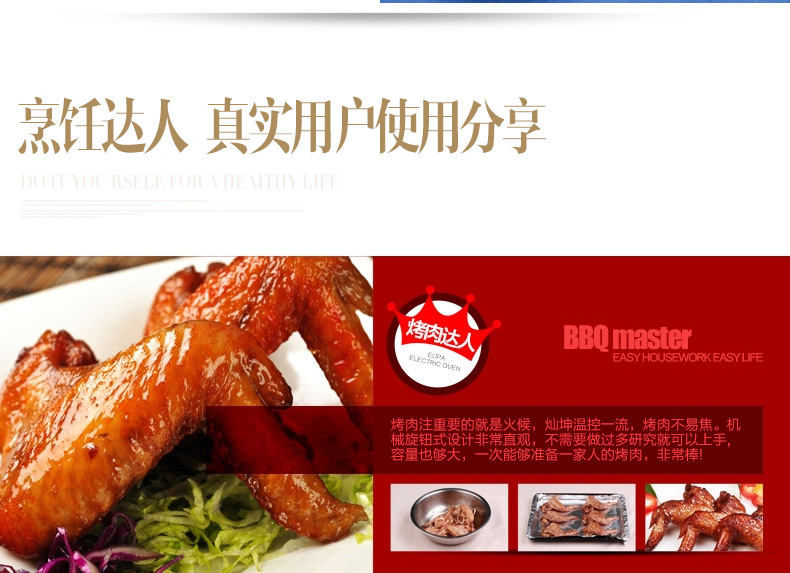 烹饪达人 真实用户使用分享
DO IT YOU RSELE FOR A HEAITHY LIFE
烤肉达人
EUPA
ELECTRIC OVEN
BBQ master
EASY HOUSEWORK EASY LIFE
烤肉注重要的就是火候，灿坤温控一流，烤肉不易焦。机
械旋钮式设计非常直观，不需要做过多研究就可以上手，
容量也够大，一次能够准备一家人的烤肉，非常棒!